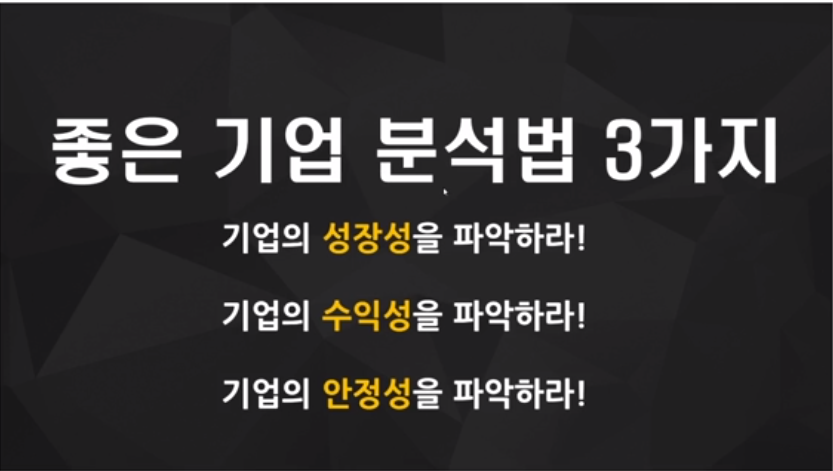 좋은 기업 분석법 3가지
기업의 성장성을 파악하라!
기업의 수익성을 파악하라!
기업의 안정성을 파악하라!